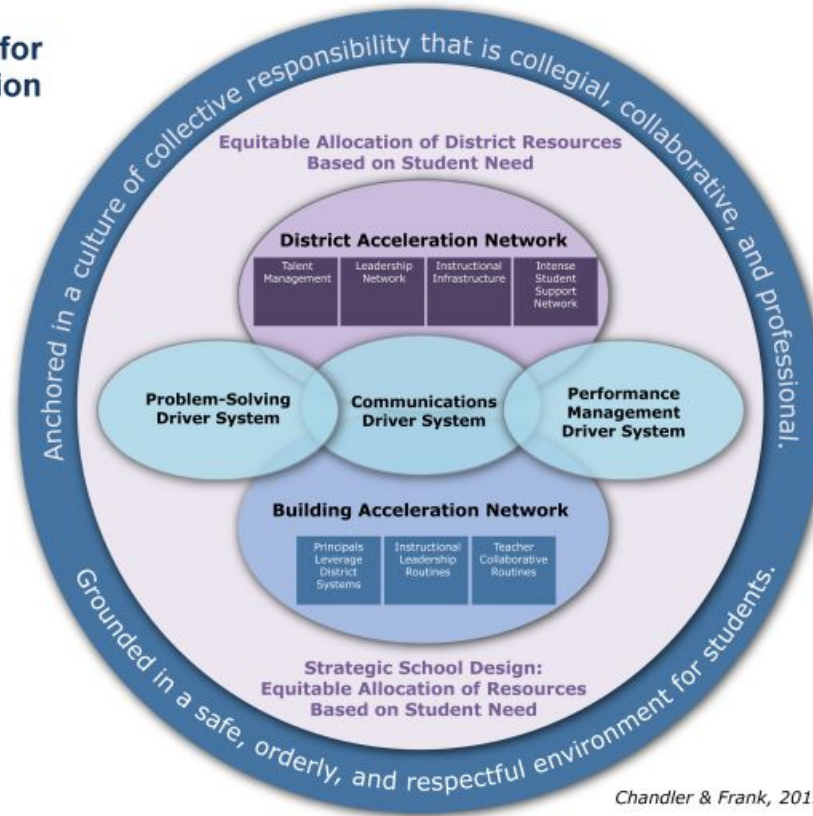 for
ion
Anchored in a culture of collective responsibility that is collegial, collaborative, and professional.
Equitable Allocation of District Resources
Based on Student Need
District Acceleration Network
Talent
Management
Leadership
Network
Instructional
Infrastructure
Intense
Student
Support
Network
Problem-Solving
Driver System
Communications
Driver System
Performance
Management
Driver System
Building Acceleration Network
Principals
Leverage
District
Systems
Instructional
Leadership
Routines
Teacher
Collaborative
Routines
Strategic School Design:
Equitable Allocation of Resources
Based on Student Need
Grounded in a safe, orderly, and respectful environment for students.
Chandler & Frank, 201